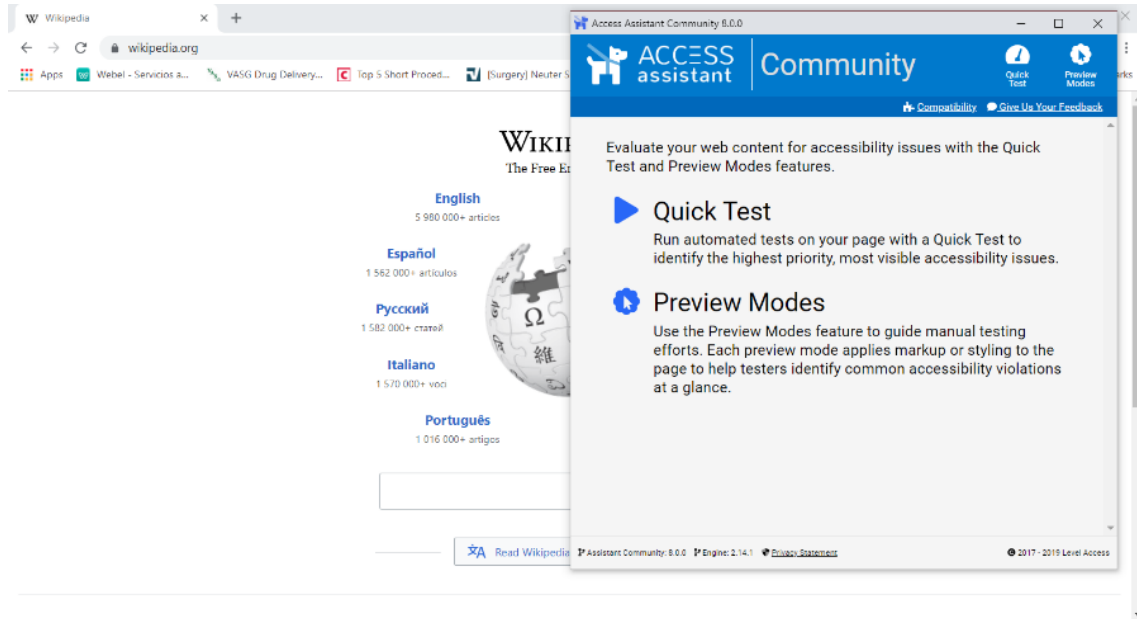 Wikipedia
wikipedia.org
Apps
Webel - Servicios a...
VASG Drug Delivery...
Top 5 Short Proced...
[Surgery] Neuter S
rks
WIKI
The Free En
English
5 980 000+ articles
Español
1 562 000+ artículos
Русский
1 582 000+ статей
Italiano
1 570 000+ voci
Português
1 016 000+ artigos
Ω
維
Read Wikipedia
Access Assistant Community 8.0.0
ACCESS
assistant
Community
Quick
Test
Preview
Modes
Compatibility
Give Us Your Feedback
Evaluate your web content for accessibility issues with the Quick
Test and Preview Modes features.
Quick Test
Run automated tests on your page with a Quick Test to
identify the highest priority, most visible accessibility issues.
Preview Modes
Use the Preview Modes feature to guide manual testing
efforts. Each preview mode applies markup or styling to the
page to help testers identify common accessibility violations
at a glance.
Assistant Community: 8.0.0
Engine: 2.14.1
Privacy Statement
2017 - 2019 Level Access